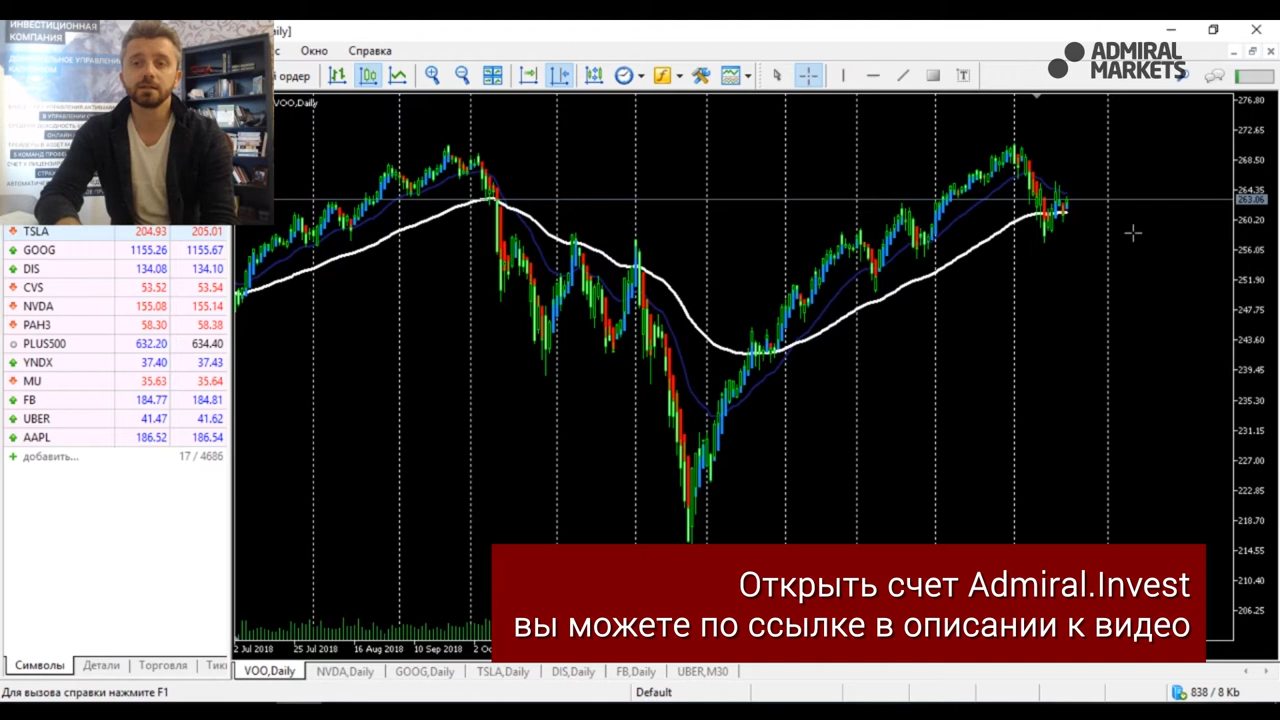 ИНВЕСТИЦИОННАЯ
КОМПАНИЯ
ily]
Окно Справка
й ордер
ADMIRAL
MARKETS
VOO,Daily
276.80
272.65
268.50
264.35
263.06
260.20
256.05
251.90
247.75
243.60
239.45
235.30
231.15
227.00
222.85
218.70
214.55
210.40
206.25
TSLA 204.93 205.01
GOOG 1155.26 1155.67
DIS 134.08 134.10
CVS 53.52 53.54
NVDA 155.08 155.14
PAH3 58.30 58.38
PLUS500 632.20 634.40
YNDX 37.40 37.43
MU 35.63 35.64
FB 184.77 184.81
UBER 41.47 41.62
AAPL 186.52 186.54
добавить... 17 / 4686
Открыть счет Admiral.Invest
вы можете по ссылке в описании к видео
2 Jul 2018 25 Jul 2018 16 Aug 2018 10 Sep 2018 2 Oc
Символы Детали Торговля Тик
VOO,Daily NVDA,Daily GOOG,Daily TSLA,Daily DIS,Daily FB,Daily UBER,M30
Для вызова справки нажмите F1 Default 838 / 8 Kb